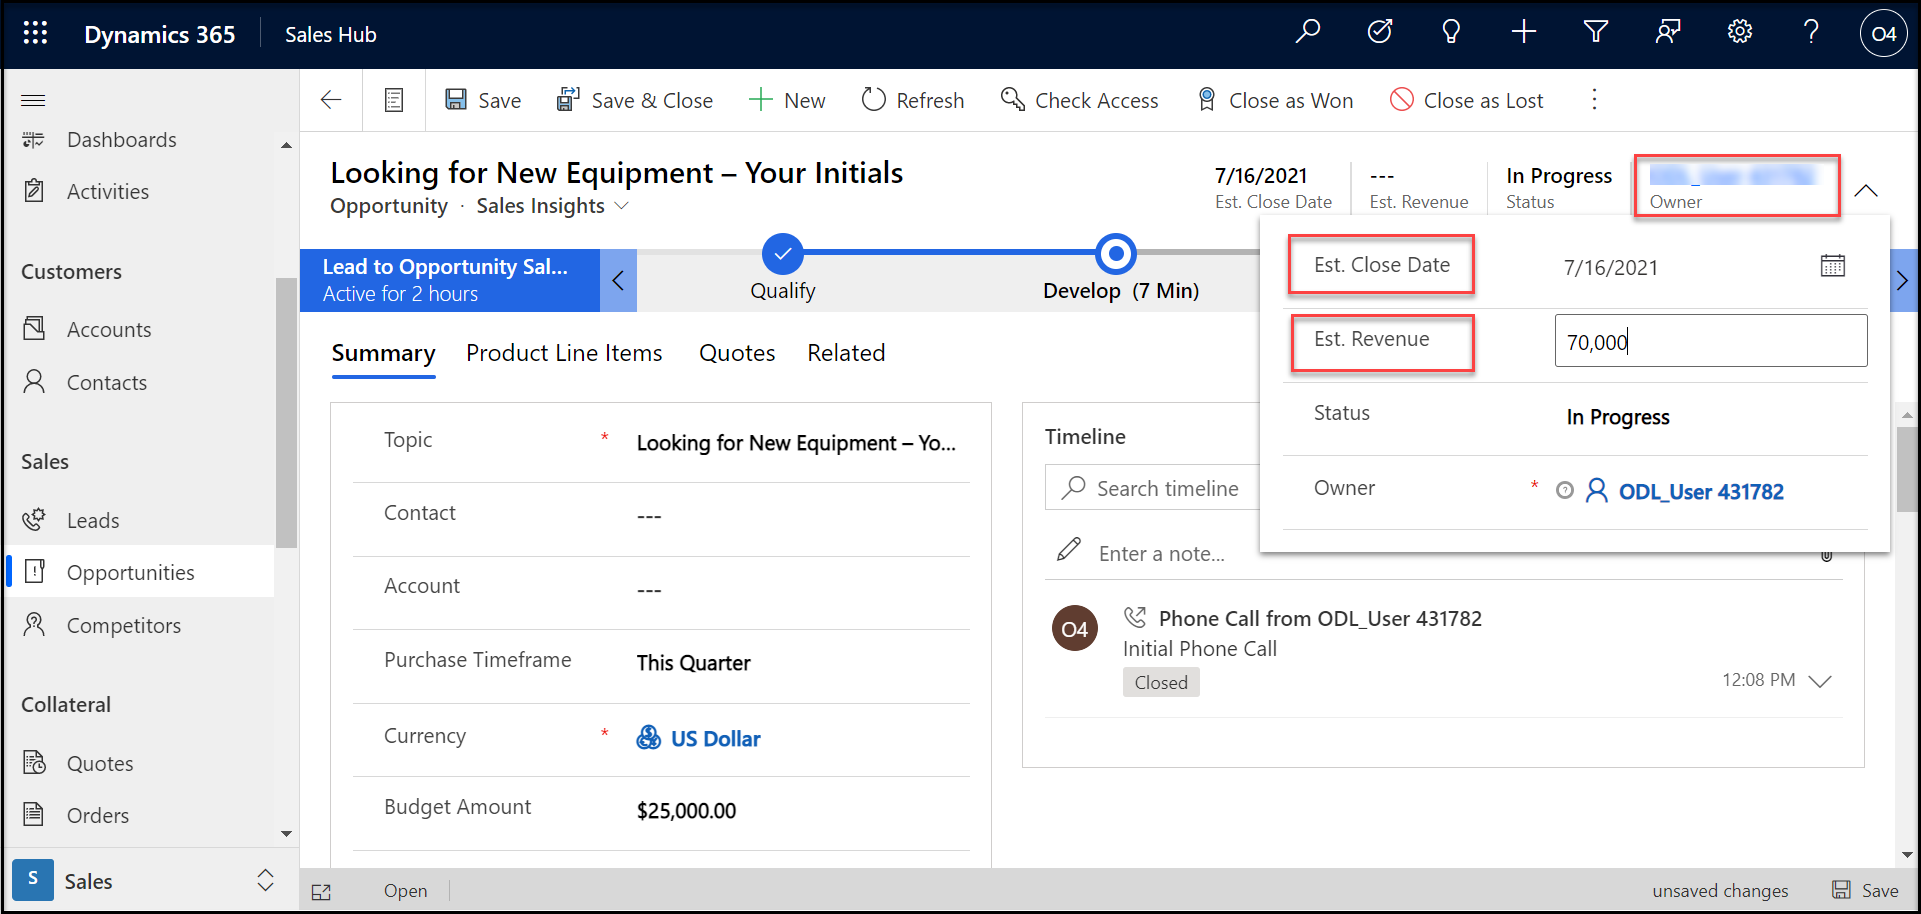 Dynamics 365
Sales Hub
O4
Save
Save & Close
New
Refresh
Check Access
Close as Won
Close as Lost
Dashboards
Activities
Customers
Accounts
Contacts
Sales
Leads
Opportunities
Competitors
Collateral
Quotes
Orders
S
Sales
Looking for New Equipment – Your Initials
Opportunity · Sales Insights
7/16/2021
Est. Close Date
---
Est. Revenue
In Progress
Status
Owner
Lead to Opportunity Sal...
Active for 2 hours
Qualify
Develop (7 Min)
Est. Close Date
7/16/2021
Est. Revenue
70,000
Status
In Progress
Owner
*
ODL_User 431782
Summary
Product Line Items
Quotes
Related
Topic
*
Looking for New Equipment – Yo...
Contact
---
Account
---
Purchase Timeframe
This Quarter
Currency
*
US Dollar
Budget Amount
$25,000.00
Timeline
Search timeline
Enter a note...
O4
Phone Call from ODL_User 431782
Initial Phone Call
Closed
12:08 PM
Open
unsaved changes
Save